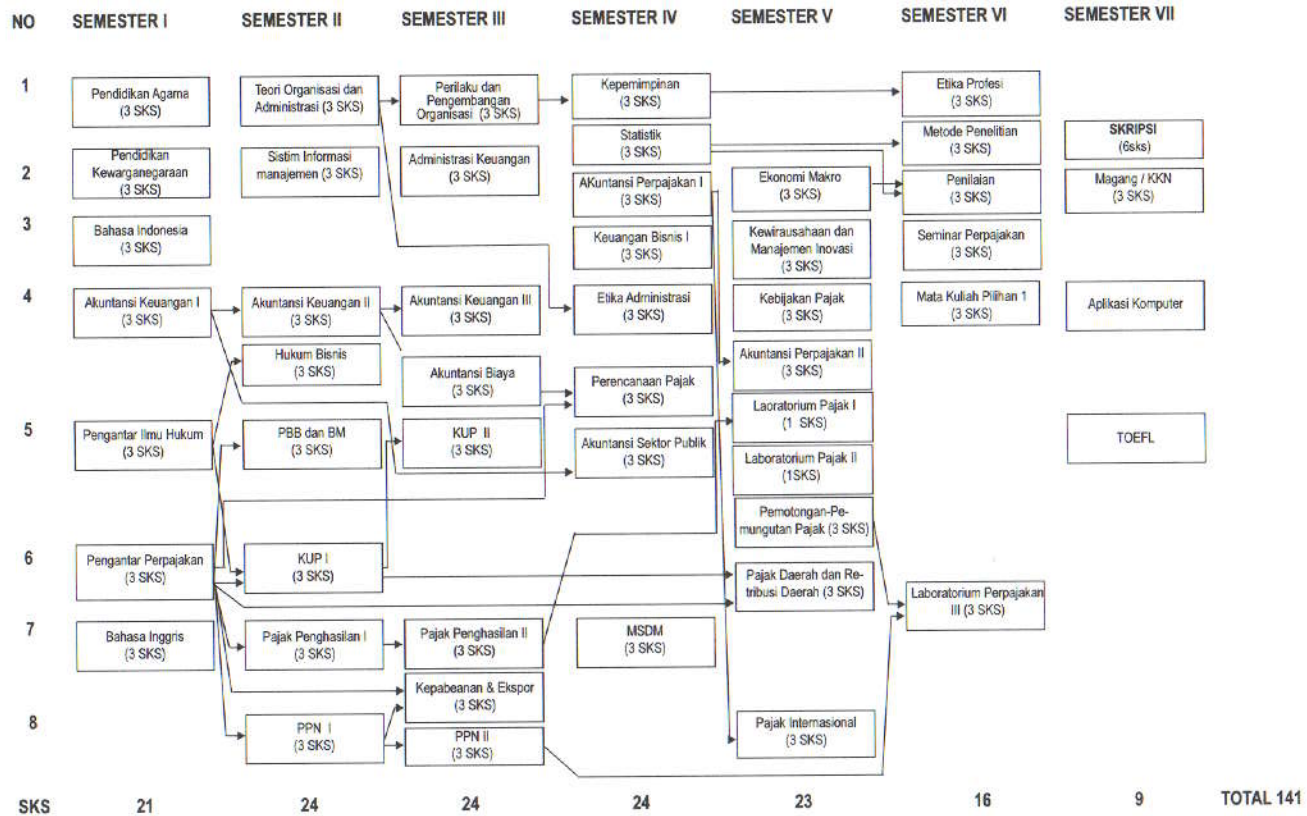 NO SEMESTER I SEMESTER II SEMESTER III SEMESTER IV SEMESTER V SEMESTER VI SEMESTER VII
1
2
3
4
5
6
7
8
Pendidikan Agama
(3 SKS)
Pendidikan
Kewarganegaraan
(3 SKS)
Bahasa Indonesia
(3 SKS)
Akuntansi Keuangan I
(3 SKS)
Pengantar Ilmu Hukum
(3 SKS)
Pengantar Perpajakan
(3 SKS)
Bahasa Inggris
(3 SKS)
Teori Organisasi dan
Administrasi (3 SKS)
Sistim Informasi
manajemen (3 SKS)
Akuntansi Keuangan II
(3 SKS)
Hukum Bisnis
(3 SKS)
PBB dan BM
(3 SKS)
KUP I
(3 SKS)
Pajak Penghasilan I
(3 SKS)
PPN I
(3 SKS)
Perilaku dan
Pengembangan
Organisasi (3 SKS)
Administrasi Keuangan
(3 SKS)
Akuntansi Keuangan III
(3 SKS)
Akuntansi Biaya
(3 SKS)
KUP II
(3 SKS)
Pajak Penghasilan II
(3 SKS)
Kepabeanan & Ekspor
(3 SKS)
PPN II
(3 SKS)
Kepemimpinan
(3 SKS)
Statistik
(3 SKS)
AKuntansi Perpajakan I
(3 SKS)
Keuangan Bisnis I
(3 SKS)
Etika Administrasi
(3 SKS)
Perencanaan Pajak
(3 SKS)
Akuntansi Sektor Publik
(3 SKS)
MSDM
(3 SKS)
Ekonomi Makro
(3 SKS)
Kewirausahaan dan
Manajemen Inovasi
(3 SKS)
Kebijakan Pajak
(3 SKS)
Akuntansi Perpajakan II
(3 SKS)
Laoratorium Pajak I
(1 SKS)
Laboratorium Pajak II
(1SKS)
Pemotongan-Pe-
mungutan Pajak (3 SKS)
Pajak Daerah dan Re-
tribusi Daerah (3 SKS)
Pajak Internasional
(3 SKS)
Etika Profesi
(3 SKS)
Metode Penelitian
(3 SKS)
Penilaian
(3 SKS)
Seminar Perpajakan
(3 SKS)
Mata Kuliah Pilihan 1
(3 SKS)
Laboratorium Perpajakan
III (3 SKS)
SKRIPSI
(6sks)
Magang / KKN
(3 SKS)
Aplikasi Komputer
TOEFL
SKS 21 24 24 24 23 16 9 TOTAL 141